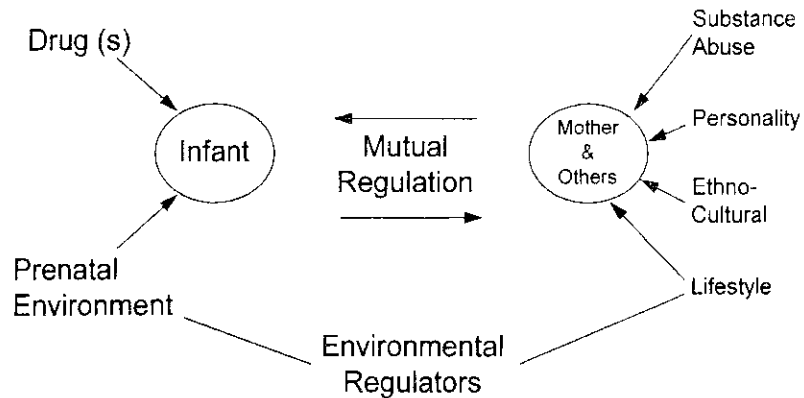 Substance
Abuse
Drug (s)
Personality
Infant
Mutual
Regulation
Mother
&
Others
Ethno-
Cultural
Prenatal
Environment
Lifestyle
Environmental
Regulators